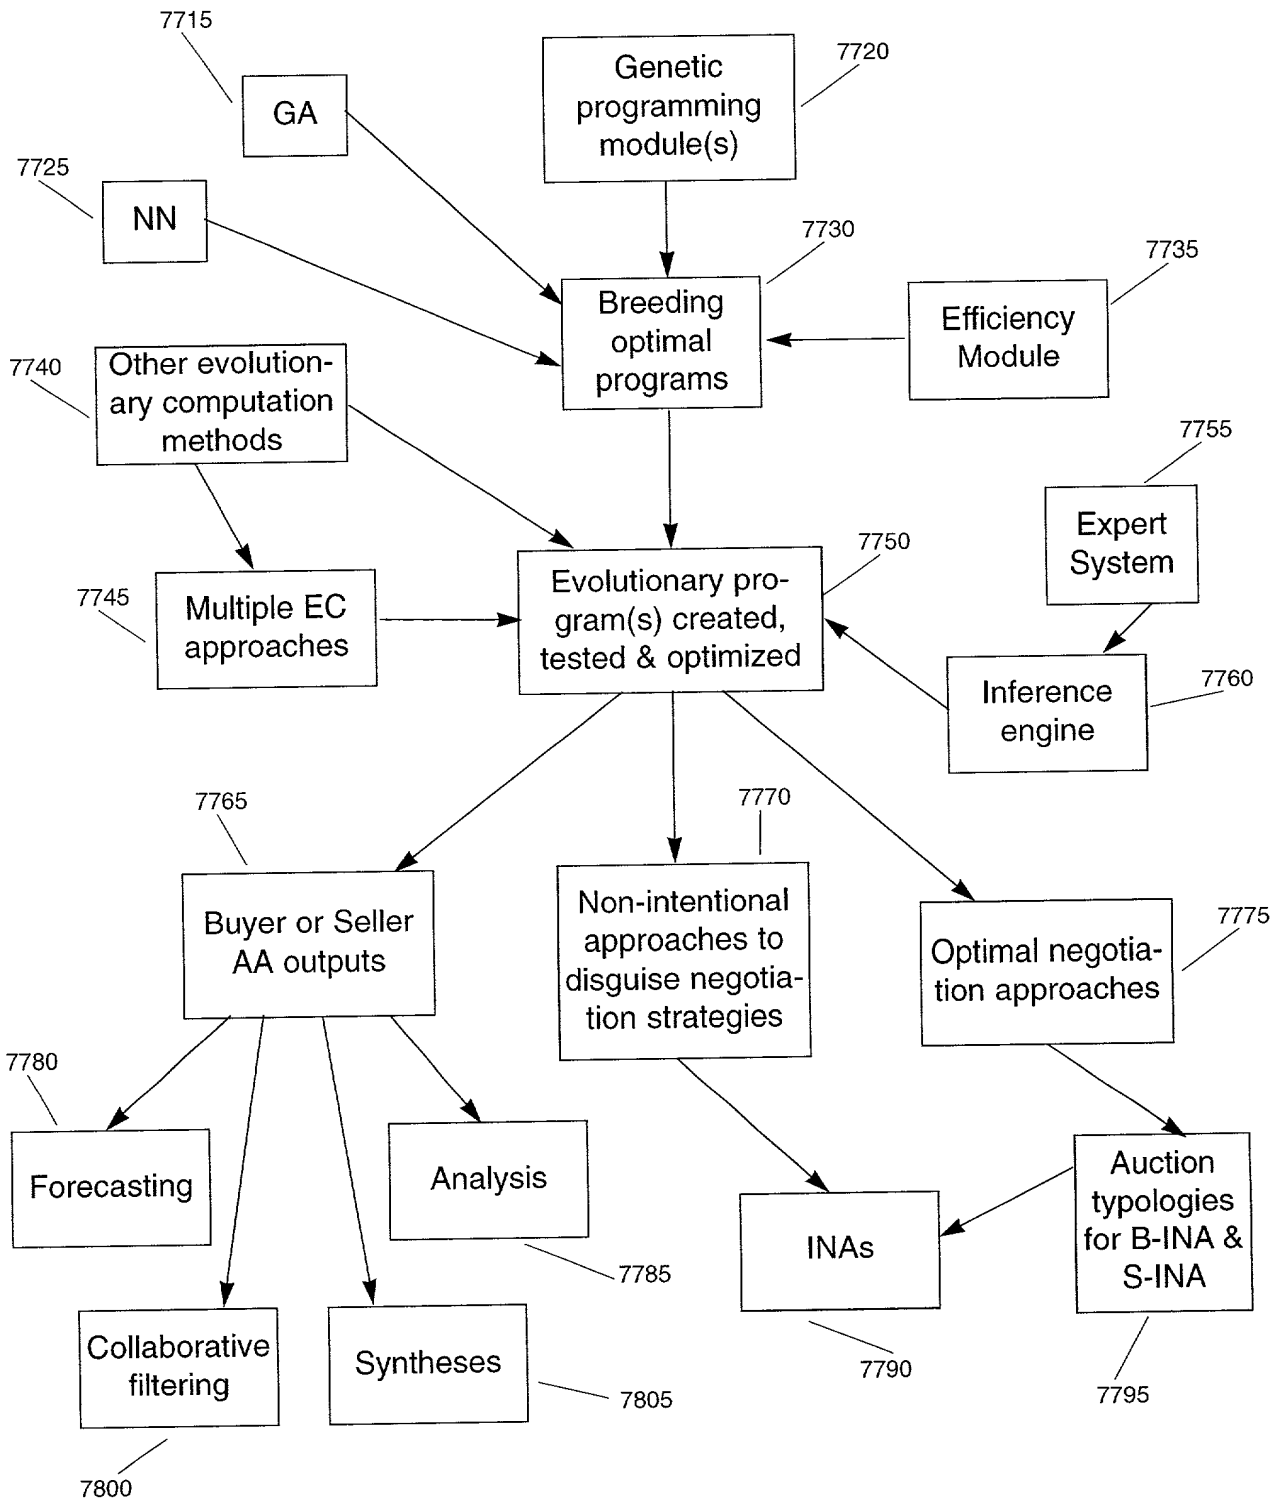 7715
7720
Genetic
programming
module(s)
GA
7725
NN
7730
7735
Breeding
optimal
programs
Efficiency
Module
7740
Other evolution-
ary computation
methods
7755
Expert
System
7750
Evolutionary pro-
gram(s) created,
tested & optimized
7745
Multiple EC
approaches
7760
Inference
engine
7765
7770
Buyer or Seller
AA outputs
Non-intentional
approaches to
disguise negotia-
tion strategies
7775
Optimal negotia-
tion approaches
7780
Forecasting
Analysis
7785
INAs
7790
Auction
typologies
for B-INA &
S-INA
7795
Collaborative
filtering
7800
Syntheses
7805